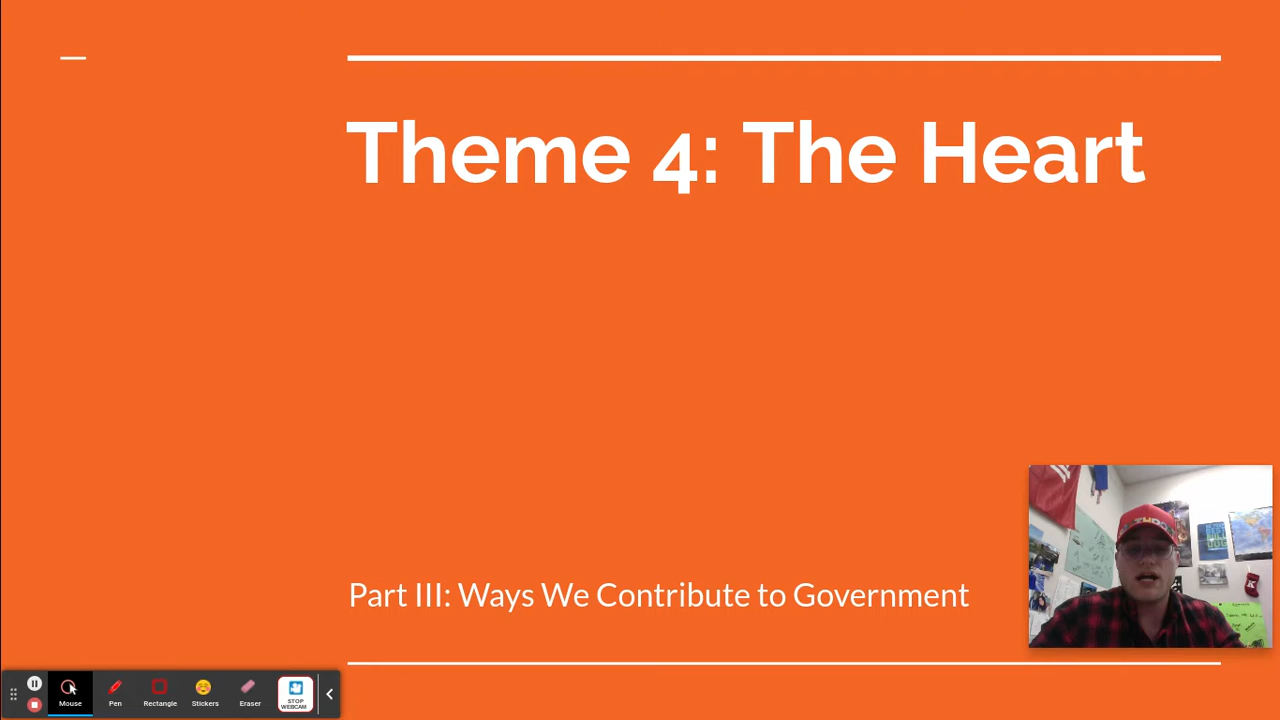 Theme 4: The Heart
Part III: Ways We Contribute to Government
Mouse
Pen
Rectangle
Stickers
Eraser
STOP
WEBCAM